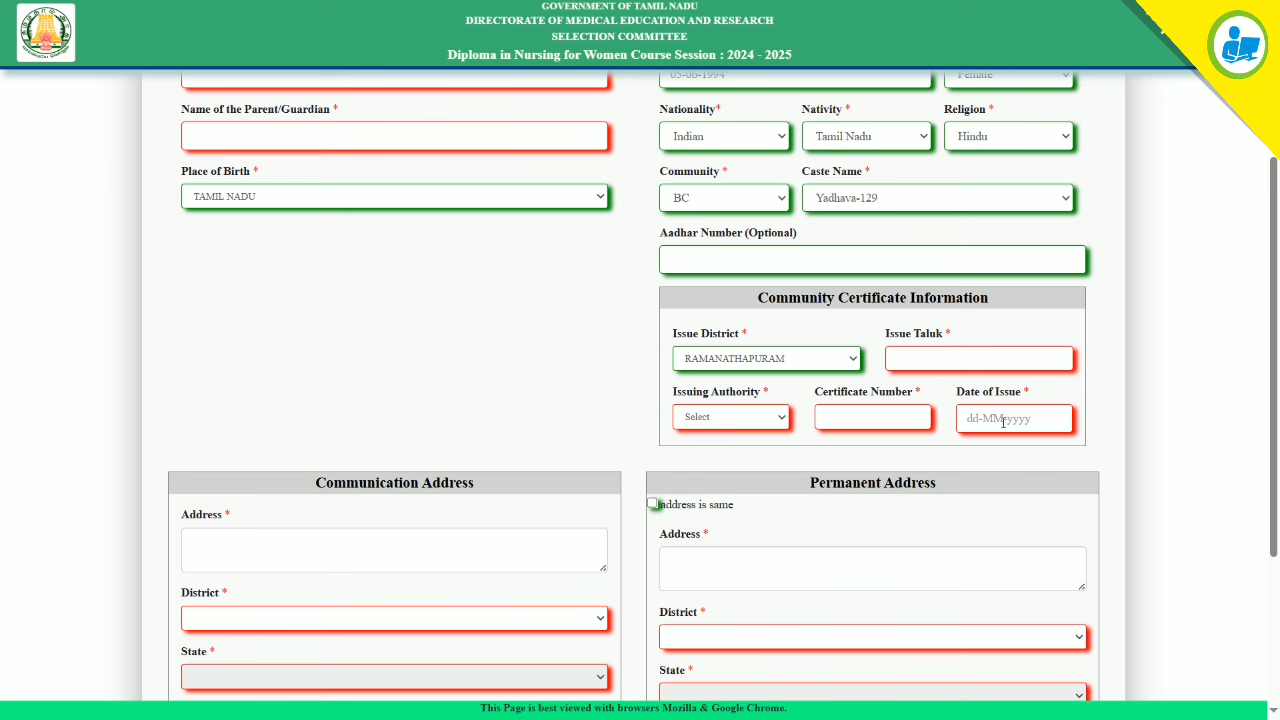 GOVERNMENT OF TAMIL NADU
DIRECTORATE OF MEDICAL EDUCATION AND RESEARCH
SELECTION COMMITTEE
Diploma in Nursing for Women Course Session : 2024 - 2025
05-06-1994 Female
Name of the Parent/Guardian *
Nationality* Nativity * Religion *
Indian Tamil Nadu Hindu
Place of Birth *
TAMIL NADU
Community * Caste Name *
BC Yadhava-129
Aadhar Number (Optional)
Community Certificate Information
Issue District * Issue Taluk *
RAMANATHAPURAM
Issuing Authority * Certificate Number * Date of Issue *
Select dd-MM-yyyy
Communication Address
Address *
District *
State *
Permanent Address
address is same
Address *
District *
State *
This Page is best viewed with browsers Mozilla & Google Chrome.